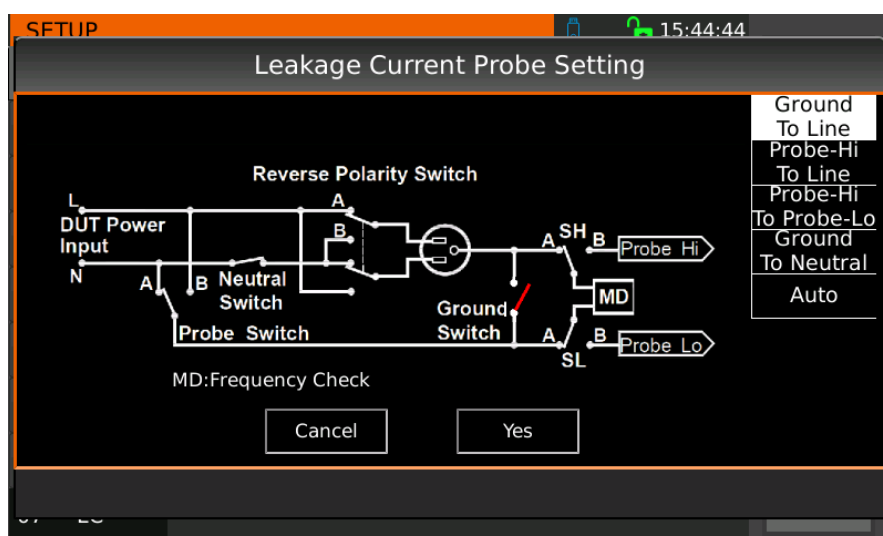 SETUP
15:44:44
Leakage Current Probe Setting
Ground
To Line
Probe-Hi
To Line
Probe-Hi
To Probe-Lo
Ground
To Neutral
Auto
Reverse Polarity Switch
L
A
DUT Power
Input
B
SH
A
B
Probe Hi
N
A
B
Neutral
Switch
MD
Ground
Switch
Probe Switch
A
B
Probe Lo
SL
MD:Frequency Check
Cancel
Yes